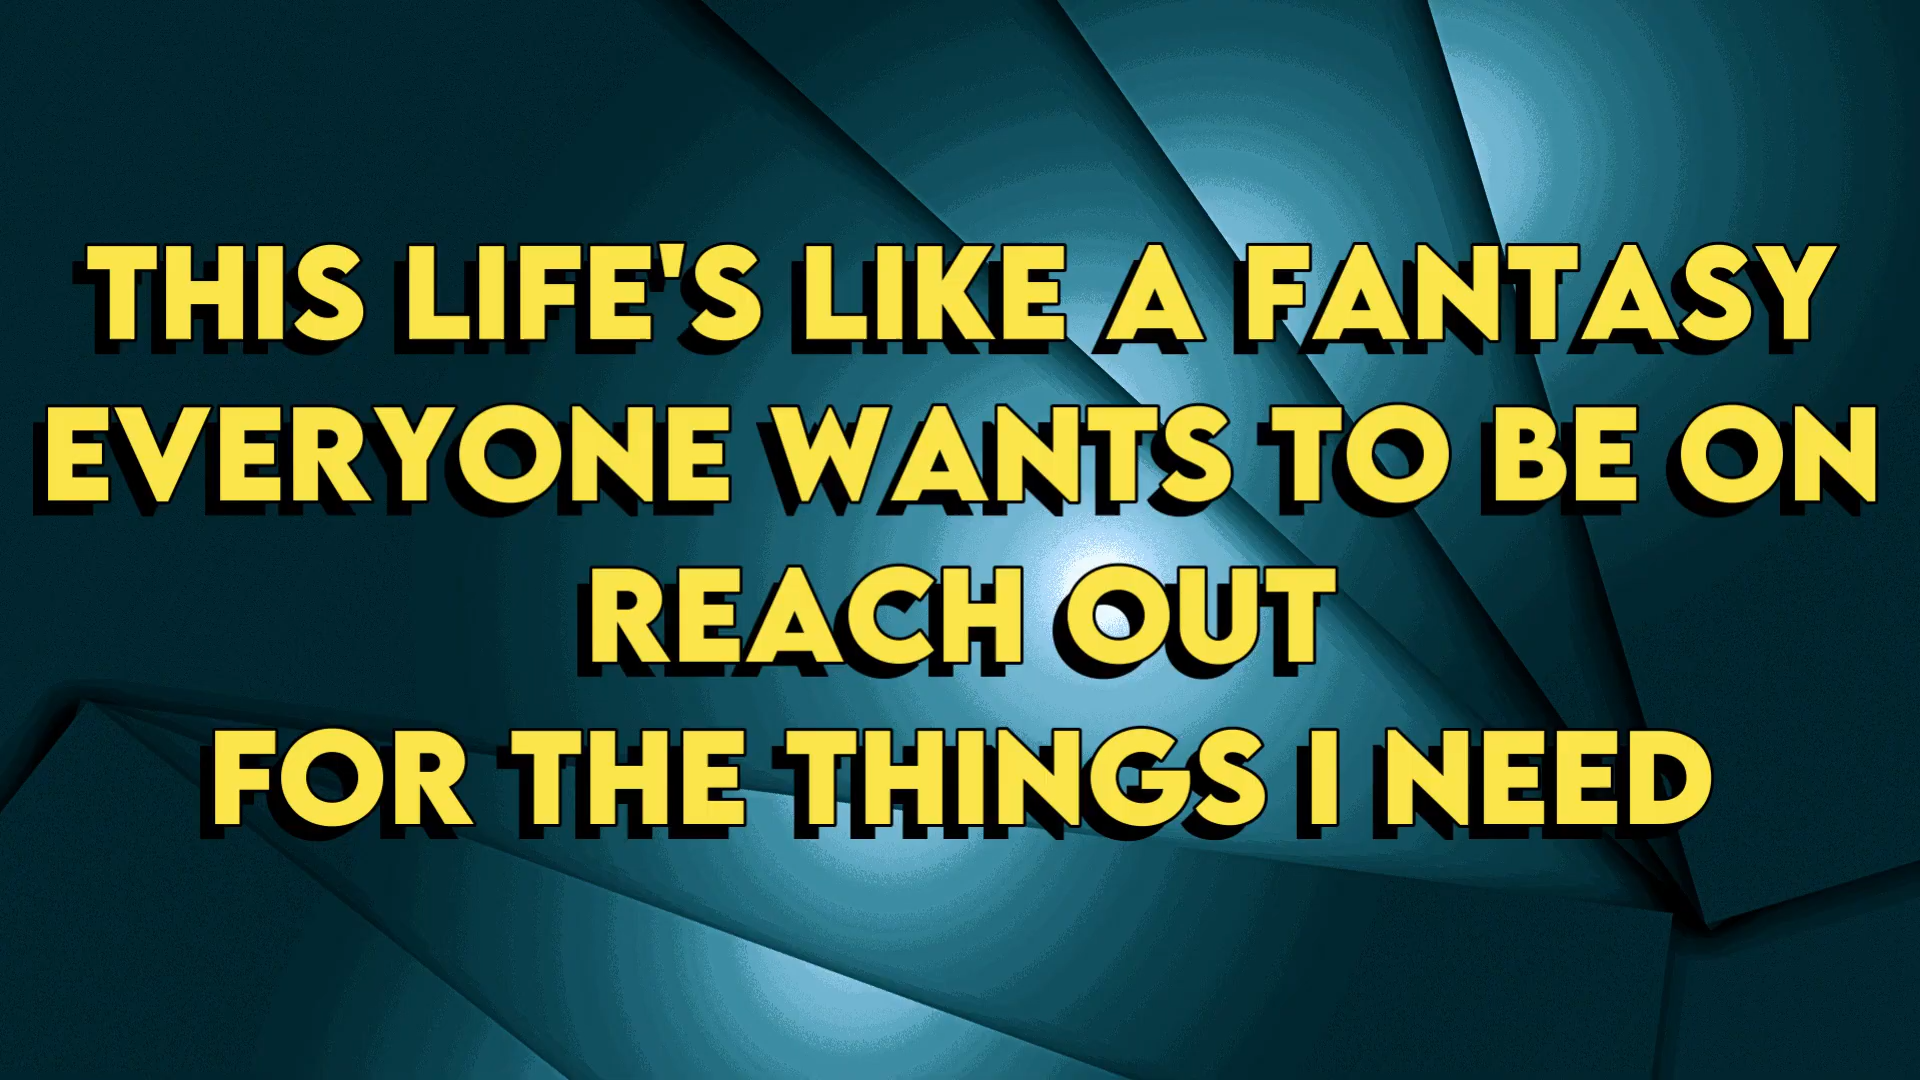 THIS LIFE'S LIKE A FANTASY
EVERYONE WANTS TO BE ON
REACH OUT
FOR THE THINGS I NEED